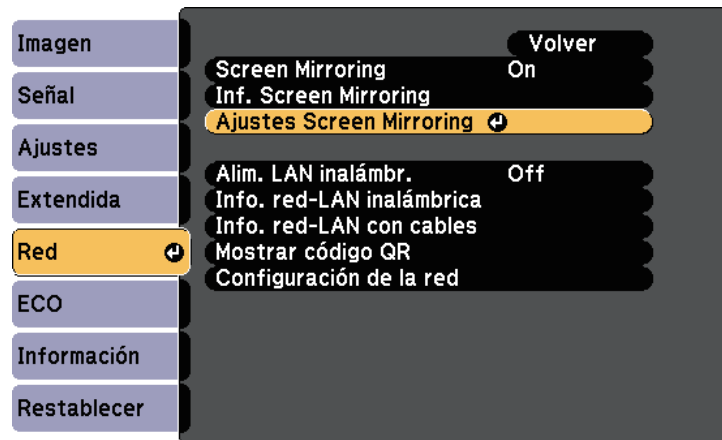 Imagen
Señal
Ajustes
Extendida
Red
ECO
Información
Restablecer
Volver
Screen Mirroring On
Inf. Screen Mirroring
Ajustes Screen Mirroring
Alim. LAN inalámbr. Off
Info. red-LAN inalámbrica
Info. red-LAN con cables
Mostrar código QR
Configuración de la red